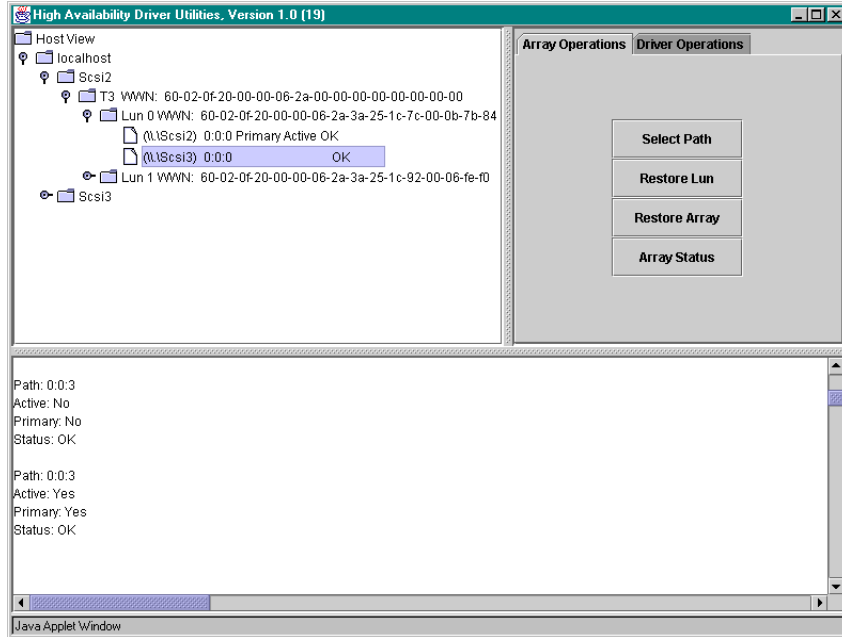 High Availability Driver Utilities, Version 1.0 (19)
Host View
localhost
Scsi2
T3 WWN: 60-02-0f-20-00-00-06-2a-00-00-00-00-00-00-00-00
Lun 0 WWN: 60-02-0f-20-00-00-06-2a-3a-25-1c-7c-00-0b-7b-84
(\\.\Scsi2) 0:0:0 Primary Active OK
(\\.\Scsi3) 0:0:0 OK
Lun 1 WWN: 60-02-0f-20-00-00-06-2a-3a-25-1c-92-00-06-fe-f0
Scsi3
Array Operations Driver Operations
Select Path
Restore Lun
Restore Array
Array Status
Path: 0:0:3
Active: No
Primary: No
Status: OK
Path: 0:0:3
Active: Yes
Primary: Yes
Status: OK
Java Applet Window